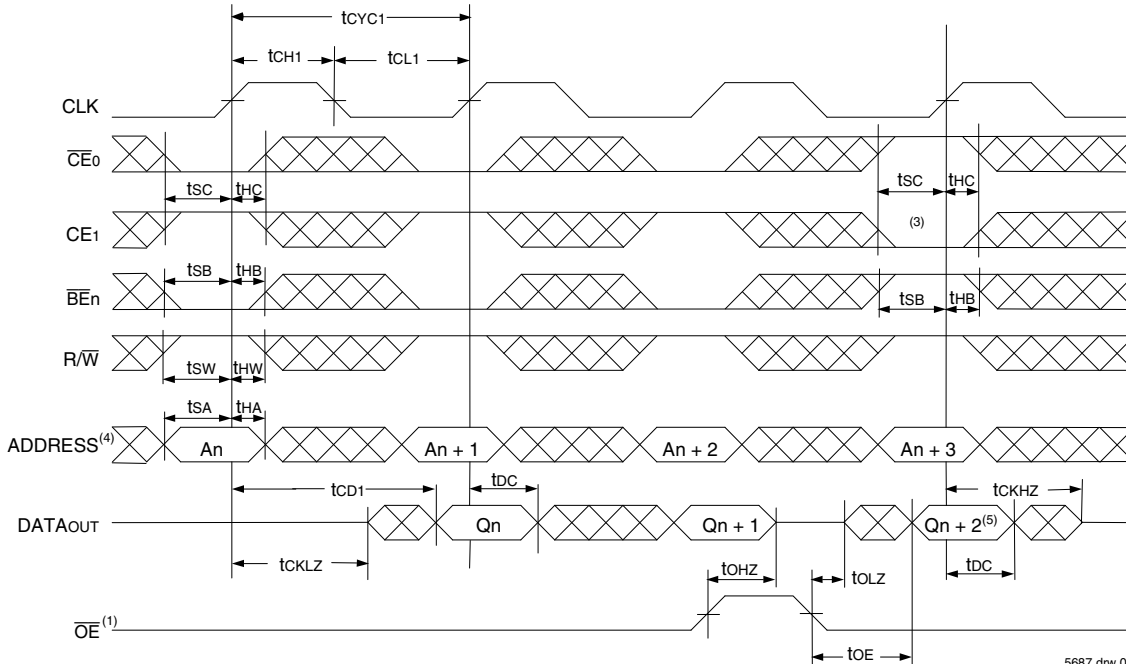 tCYC1
tCH1 tCL1
CLK
CE0
tSC tHC tSC tHC
CE1 (3)
tSB tHB
BEn tSB tHB
R/W
tSW tHW
tSA tHA
ADDRESS(4) An An + 1 An + 2 An + 3
tCD1 tDC tCKHZ
DATAOUT Qn Qn + 1 Qn + 2(5)
tCKLZ tOHZ tOLZ tDC
OE(1)
tOE